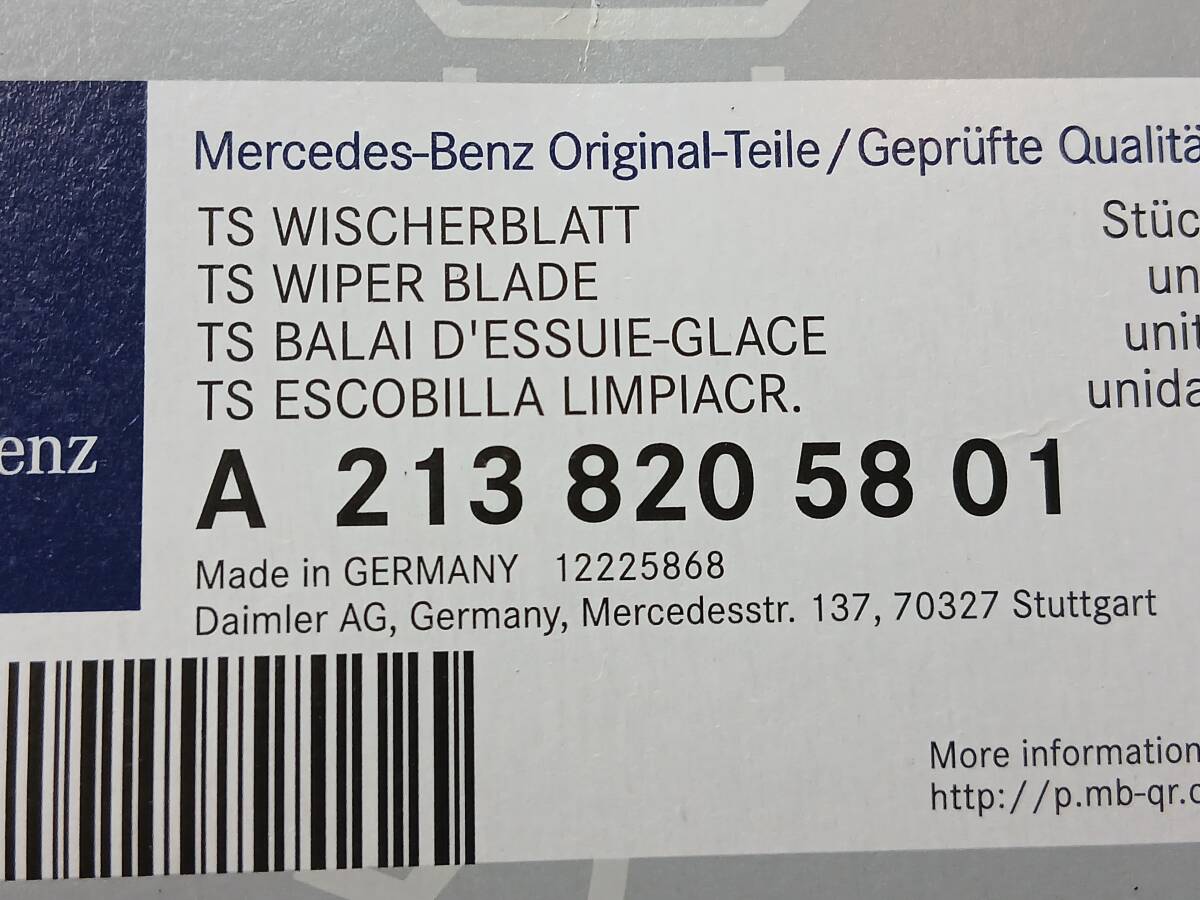 Mercedes-Benz Original-Teile/Geprüfte Qualitä
TS WISCHERBLATT Stüc
TS WIPER BLADE un
TS BALAI D'ESSUIE-GLACE unit
TS ESCOBILLA LIMPIACR. unida
enz
A 213 820 58 01
Made in GERMANY 12225868
Daimler AG, Germany, Mercedesstr. 137, 70327 Stuttgart
More information
http://p.mb-qr.c